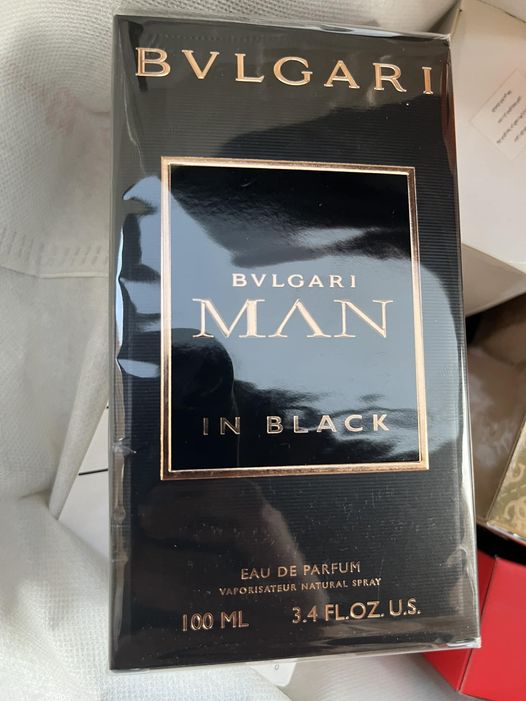 BVLGARI
BVLGARI
MAN
IN BLACK
EAU DE PARFUM
VAPORISATEUR NATURAL SPRAY
100 ML 3.4 FL.OZ. U.S.